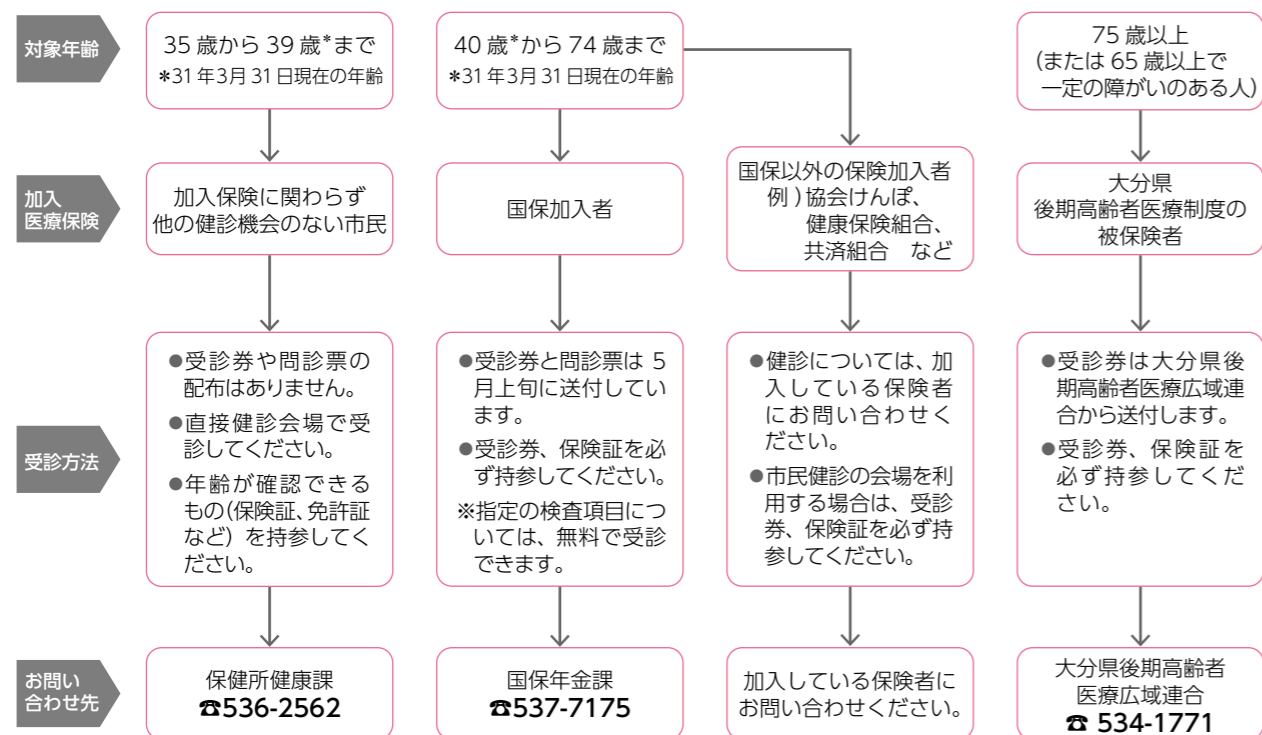 対象年齢
35 歳から 39 歳*まで
*31 年3月 31 日現在の年齢
40 歳*から 74 歳まで
*31 年3月 31 日現在の年齢
75 歳以上
(または 65 歳以上で
一定の障がいのある人)
加入
医療保険
加入保険に関わらず
他の健診機会のない市民
国保加入者
国保以外の保険加入者
例 ) 協会けんぽ、
健康保険組合、
共済組合　など
大分県
後期高齢者医療制度の
被保険者
受診方法
●受診券や問診票の
配布はありません。
●直接健診会場で受
診してください。
●年齢が確認できる
もの(保険証、免許証
など) を持参してく
ださい。
●受診券と問診票は 5
月上旬に送付してい
ます。
●受診券、保険証を必
ず持参してください。
※指定の検査項目につ
いては、無料で受診
できます。
●健診については、加
入している保険者
にお問い合わせく
ださい。
●市民健診の会場を利
用する場合は、受診
券、保険証を必ず持
参してください。
●受診券は大分県後
期高齢者医療広域連
合から送付します。
●受診券、保険証を
必ず持参してくだ
さい。
お問い
合わせ先
保健所健康課
☎536-2562
国保年金課
☎537-7175
加入している保険者に
お問い合わせください。
大分県後期高齢者
医療広域連合
☎ 534-1771